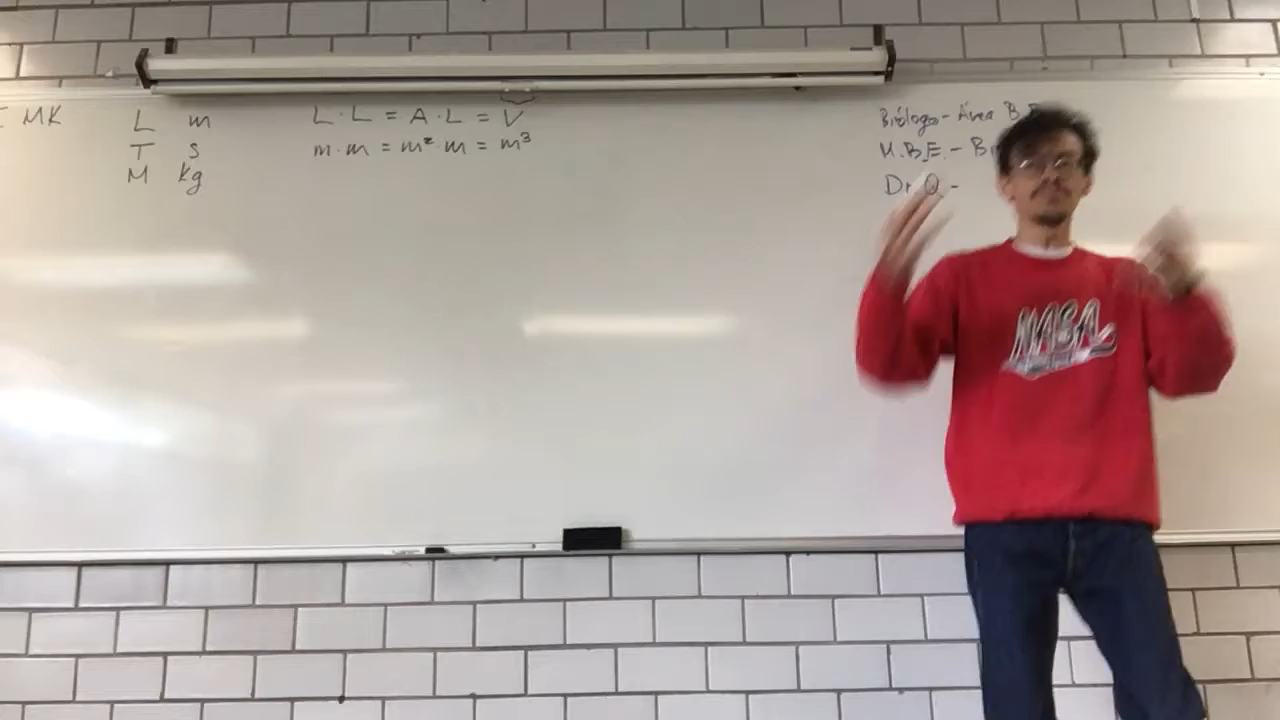 MK
L m
T s
M kg
L · L = A · L = V
m · m = m² · m = m³
Biólogo - Área B
M.B.E. - B
Dr. Q -
NASA